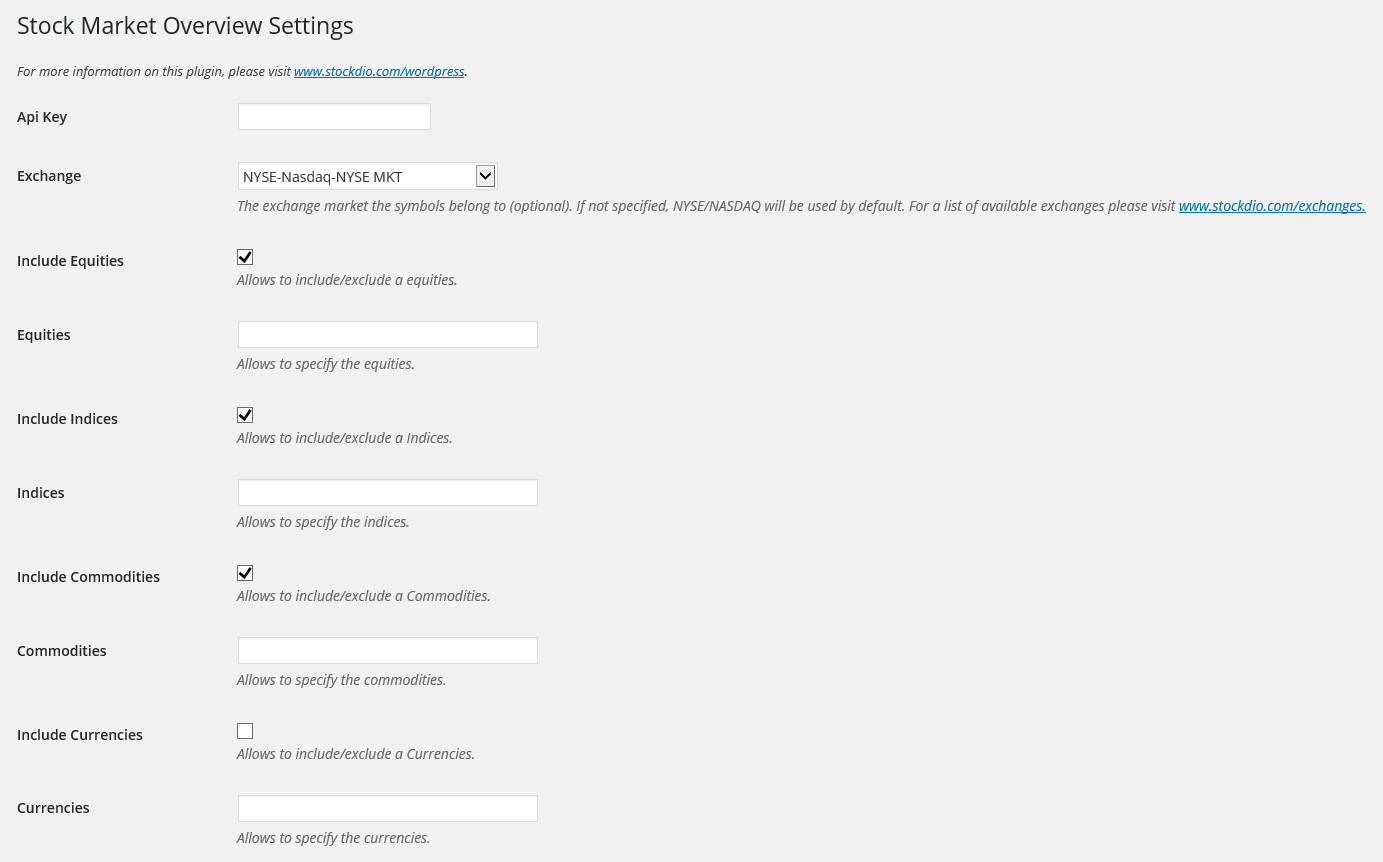 Stock Market Overview Settings
For more information on this plugin, please visit www.stockdio.com/wordpress.
Api Key
Exchange
NYSE-Nasdaq-NYSE MKT
The exchange market the symbols belong to (optional). If not specified, NYSE/NASDAQ will be used by default. For a list of available exchanges please visit www.stockdio.com/exchanges.
Include Equities
Allows to include/exclude a equities.
Equities
Allows to specify the equities.
Include Indices
Allows to include/exclude a Indices.
Indices
Allows to specify the indices.
Include Commodities
Allows to include/exclude a Commodities.
Commodities
Allows to specify the commodities.
Include Currencies
Allows to include/exclude a Currencies.
Currencies
Allows to specify the currencies.